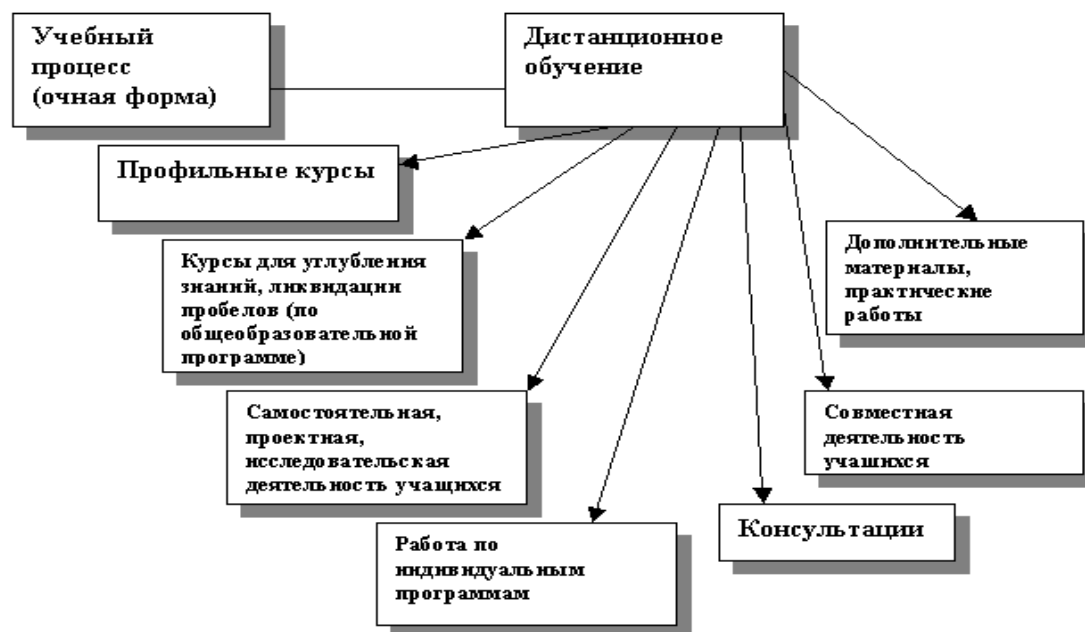 Учебный
процесс
(очная форма)
Дистанционное
обучение
Профильные курсы
Курсы для углубления
знаний, ликвидации
пробелов (по
общеобразовательной
программе)
Самостоятельная,
проектная,
исследовательская
деятельность учащихся
Работа по
индивидуальным
программам
Консультации
Совместная
деятельность
учашихся
Дополнительные
материалы,
практические
работы